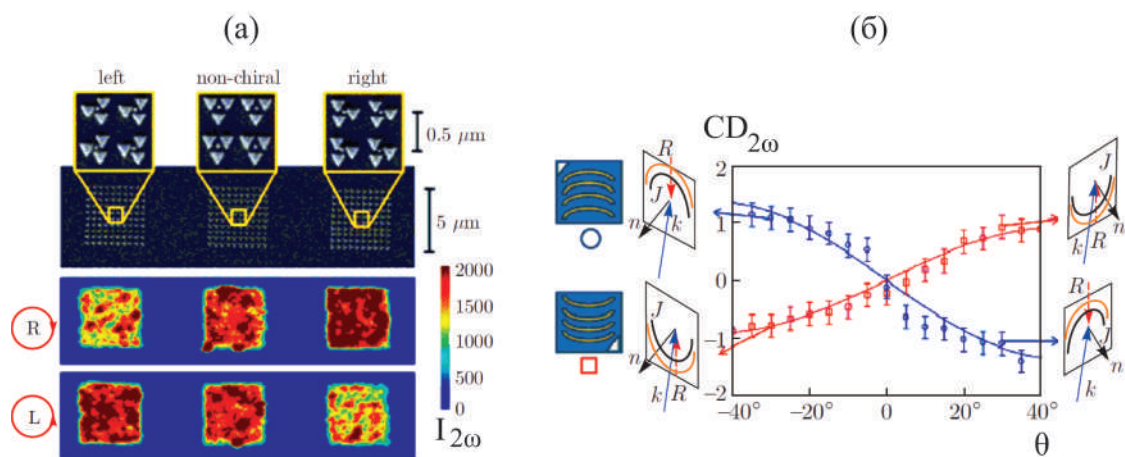 (а)
left non-chiral right
0.5 μm
5 μm
R
L
2000
1500
1000
500
0
I2ω
(б)
CD2ω
2
1
0
−1
−2
−40° −20° 0 20° 40°
θ
R
J
n
k
J
n
k
R
J
k
R
n
R
J
n
k